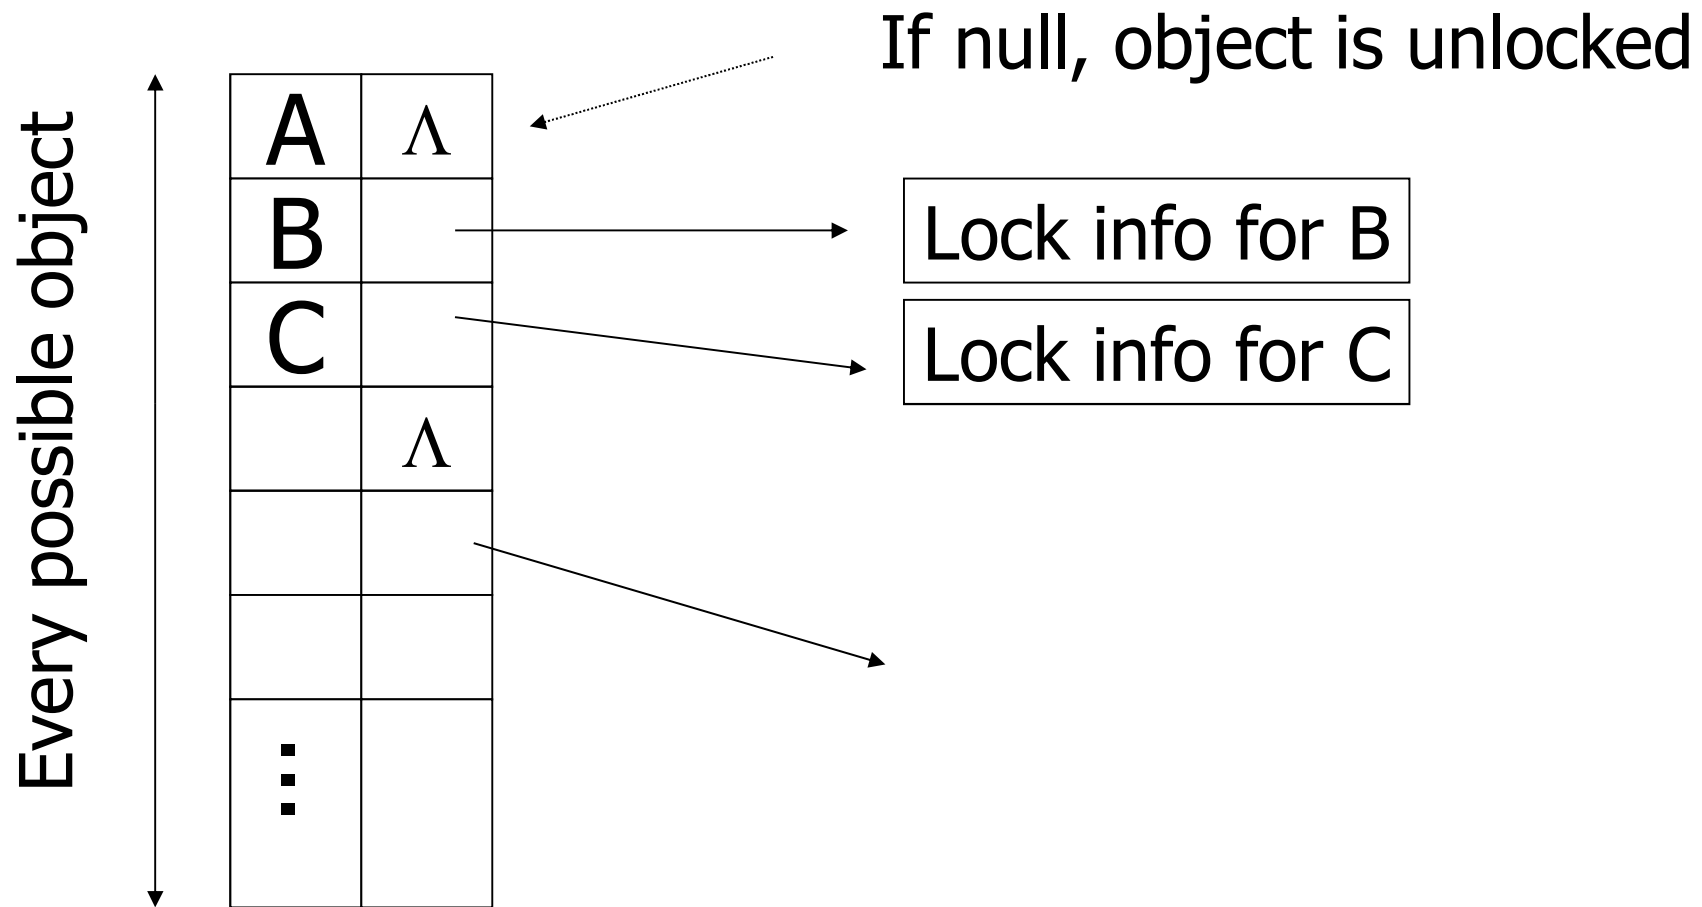 If null, object is unlocked
Every possible object
A Λ
B
Lock info for B
C
Lock info for C
Λ
⋮